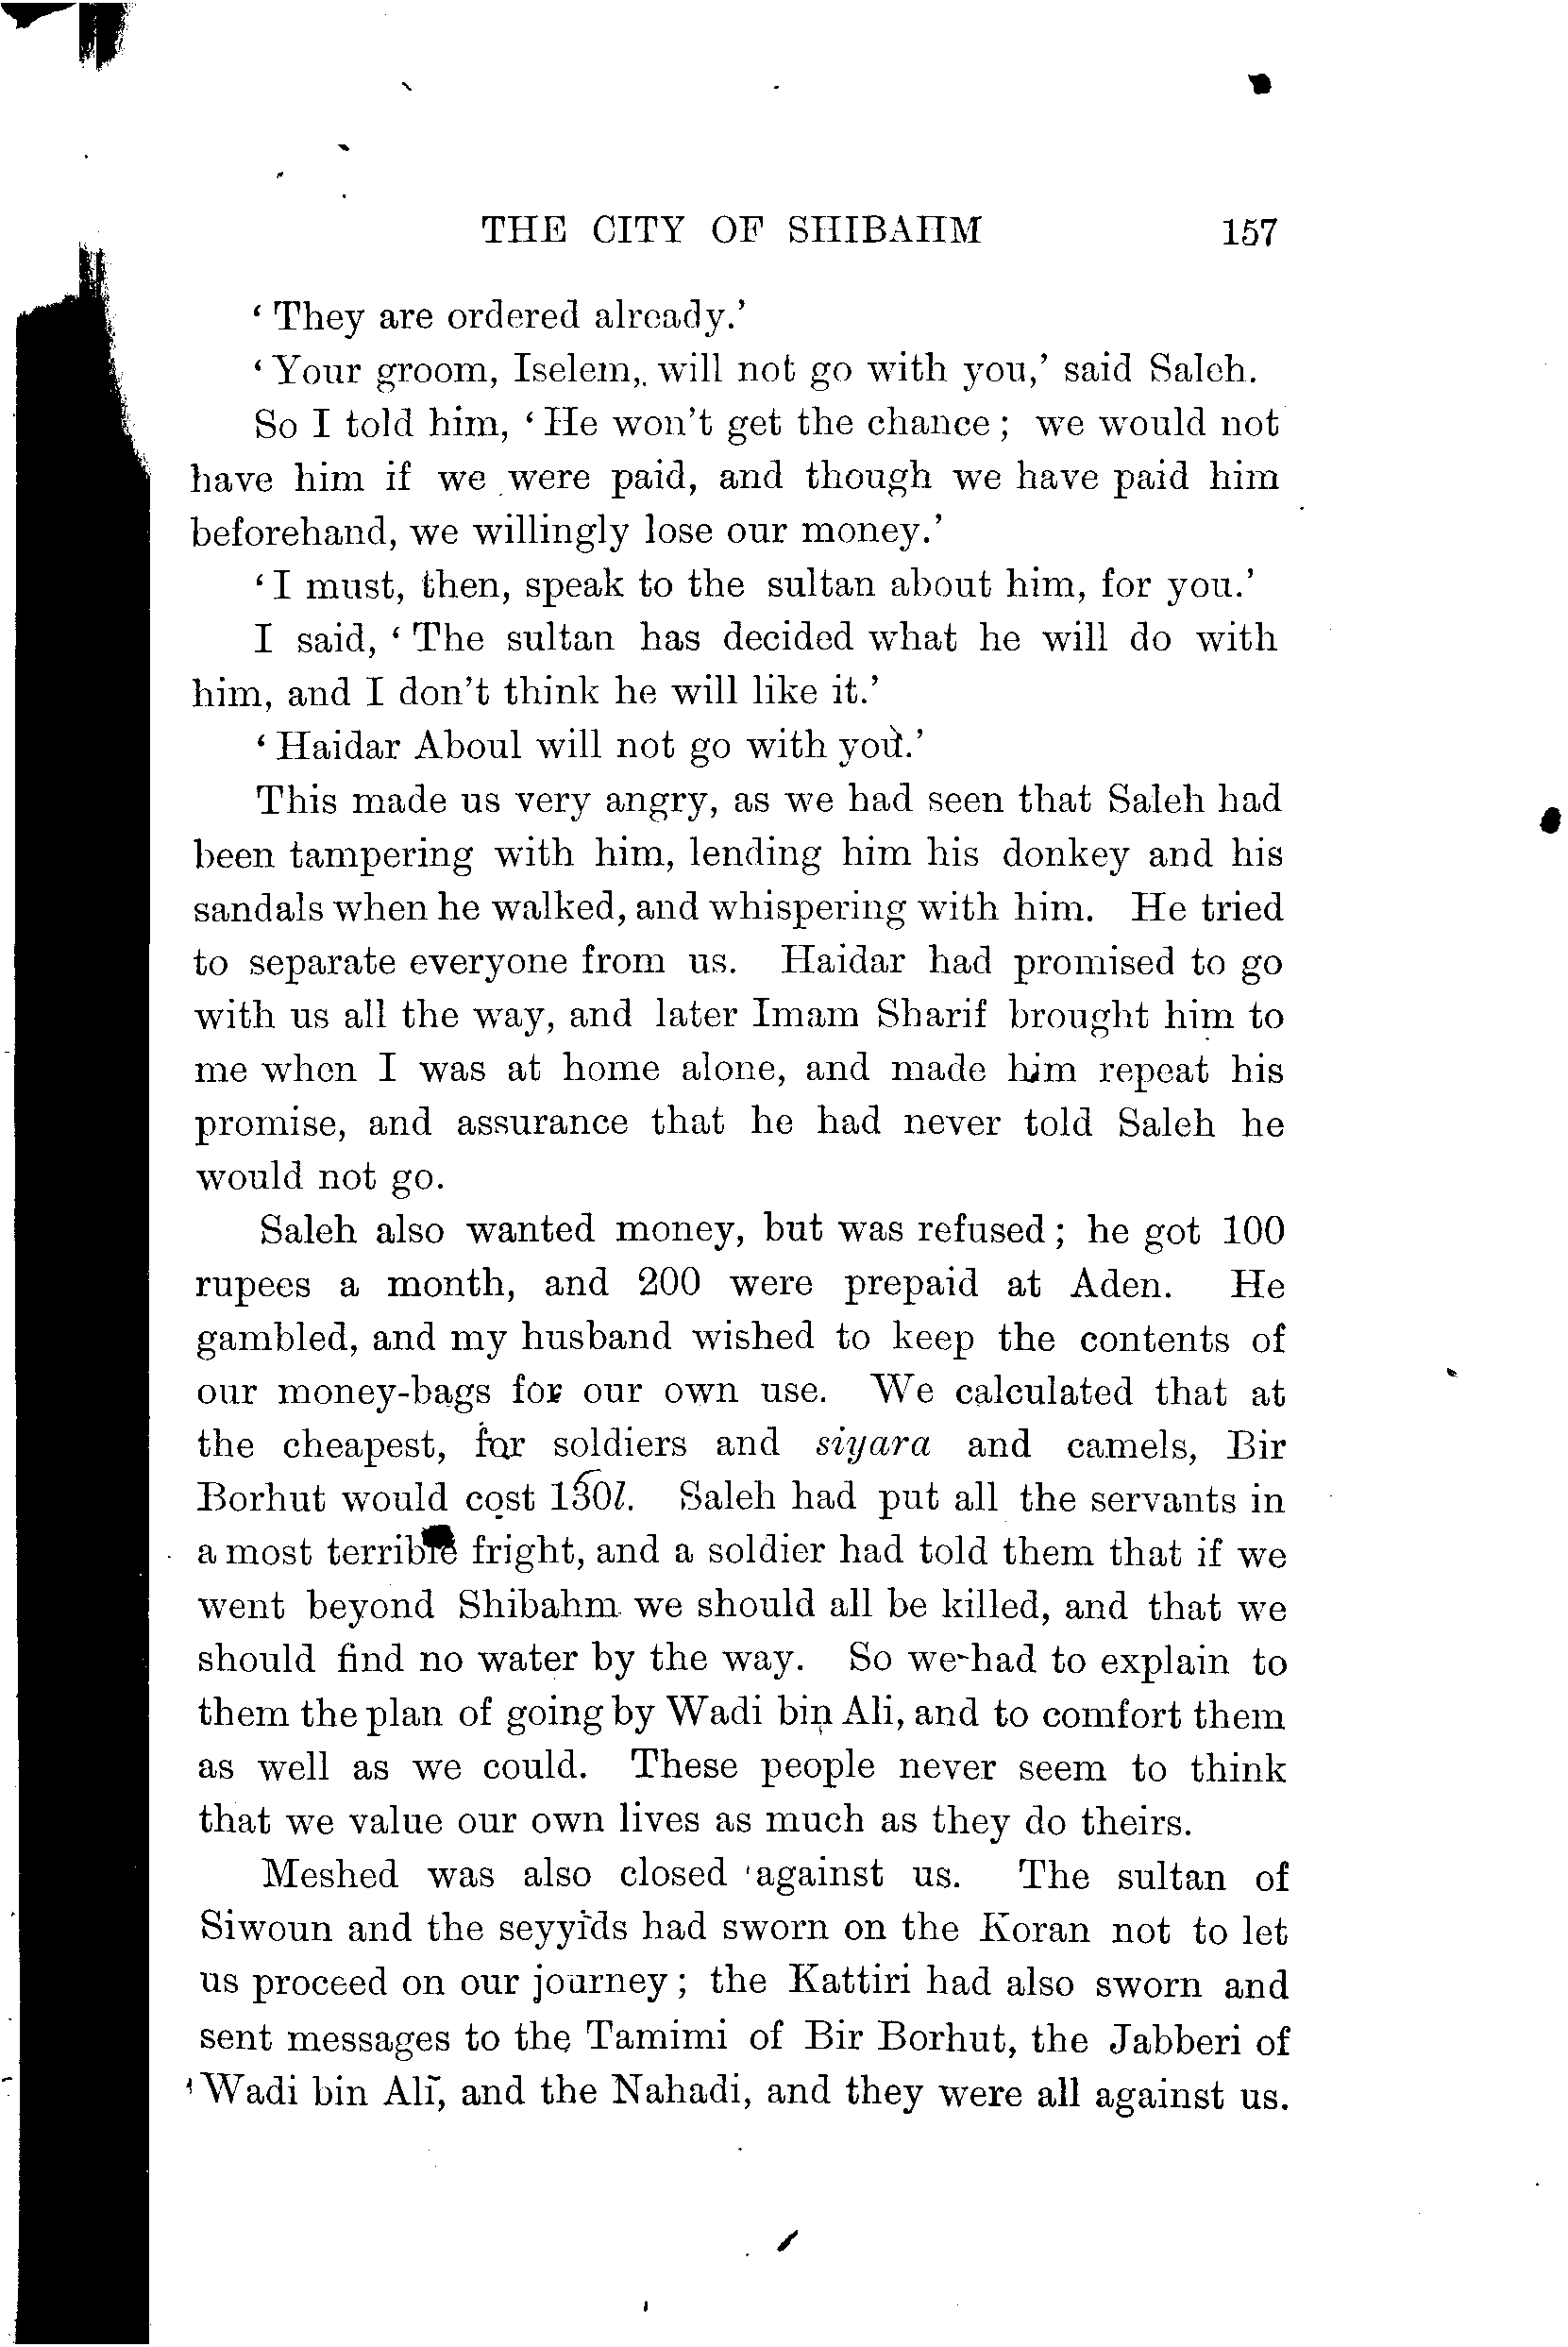 THE CITY OF SHIBAHM 157
‘They are ordered already.’
‘Your groom, Iselem, will not go with you,’ said Saleh.
So I told him, ‘He won't get the chance; we would not
have him if we were paid, and though we have paid him
beforehand, we willingly lose our money.’
‘I must, then, speak to the sultan about him, for you.’
I said, ‘The sultan has decided what he will do with
him, and I don't think he will like it.’
‘Haidar Aboul will not go with you.’
This made us very angry, as we had seen that Saleh had
been tampering with him, lending him his donkey and his
sandals when he walked, and whispering with him. He tried
to separate everyone from us. Haidar had promised to go
with us all the way, and later Imam Sharif brought him to
me when I was at home alone, and made him repeat his
promise, and assurance that he had never told Saleh he
would not go.
Saleh also wanted money, but was refused; he got 100
rupees a month, and 200 were prepaid at Aden. He
gambled, and my husband wished to keep the contents of
our money-bags for our own use. We calculated that at
the cheapest, for soldiers and siyara and camels, Bir
Borhut would cost Saleh had put all the servants in
a most terrible fright, and a soldier had told them that if we
went beyond Shibahm we should all be killed, and that we
should find no water by the way. So we had to explain to
them the plan of going by Wadi bin Ali, and to comfort them
as well as we could. These people never seem to think
that we value our own lives as much as they do theirs.
Meshed was also closed against us. The sultan of
Siwoun and the seyyids had sworn on the Koran not to let
us proceed on our journey; the Kattiri had also sworn and
sent messages to the Tamimi of Bir Borhut, the Jabberi of
Wadi bin Ali, and the Nahadi, and they were all against us.